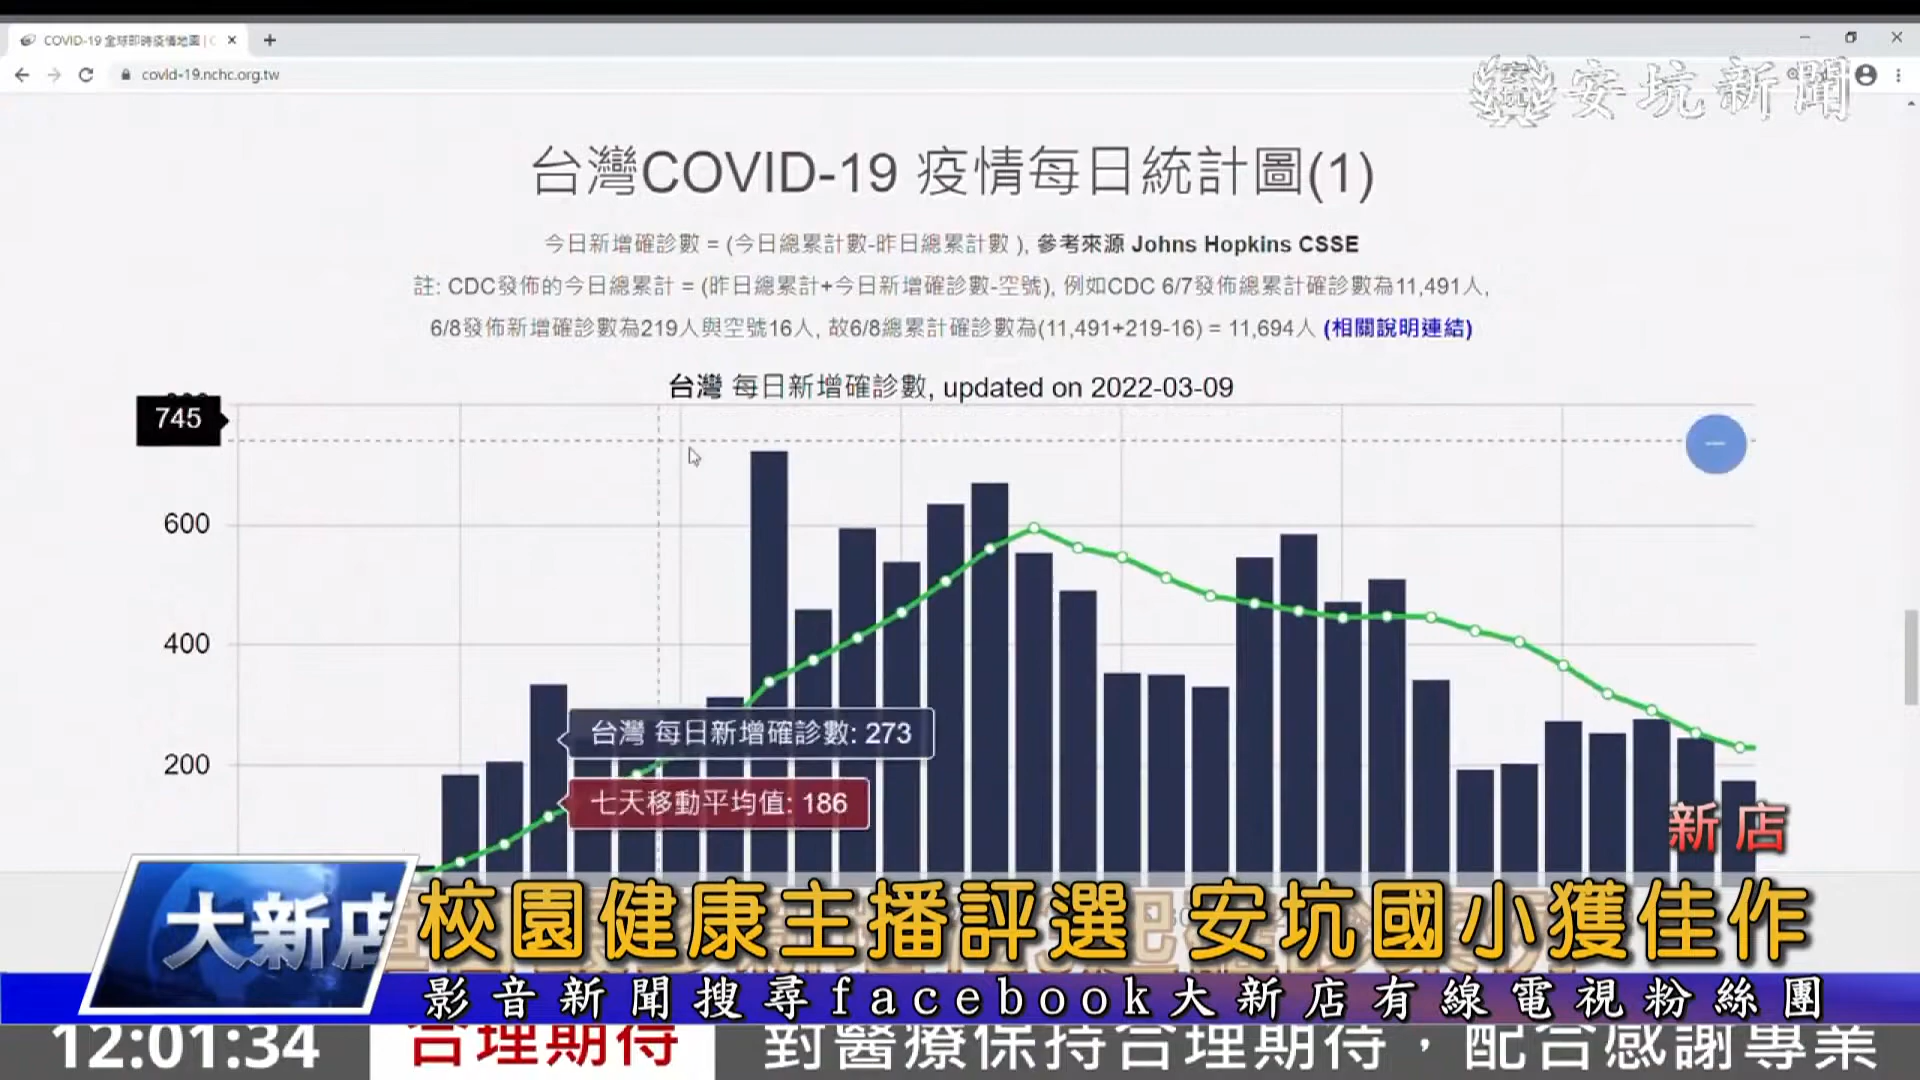 COVID-19 全球即時疫情地圖 | C
covid-19.nchc.org.tw
安坑新聞
台灣COVID-19 疫情每日統計圖(1)
今日新增確診數 = (今日總累計數-昨日總累計數 ), 參考來源 Johns Hopkins CSSE
註: CDC發佈的今日總累計 = (昨日總累計+今日新增確診數-空號), 例如CDC 6/7發佈總累計確診數為11,491人,
6/8發佈新增確診數為219人與空號16人, 故6/8總累計確診數為(11,491+219-16) = 11,694人 (相關說明連結)
台灣 每日新增確診數, updated on 2022-03-09
745
600
400
200
台灣 每日新增確診數: 273
七天移動平均值: 186
新店
大新店
校園健康主播評選 安坑國小獲佳作
影音新聞搜尋facebook大新店有線電視粉絲團
12:01:34
合理期待
對醫療保持合理期待，配合感謝專業